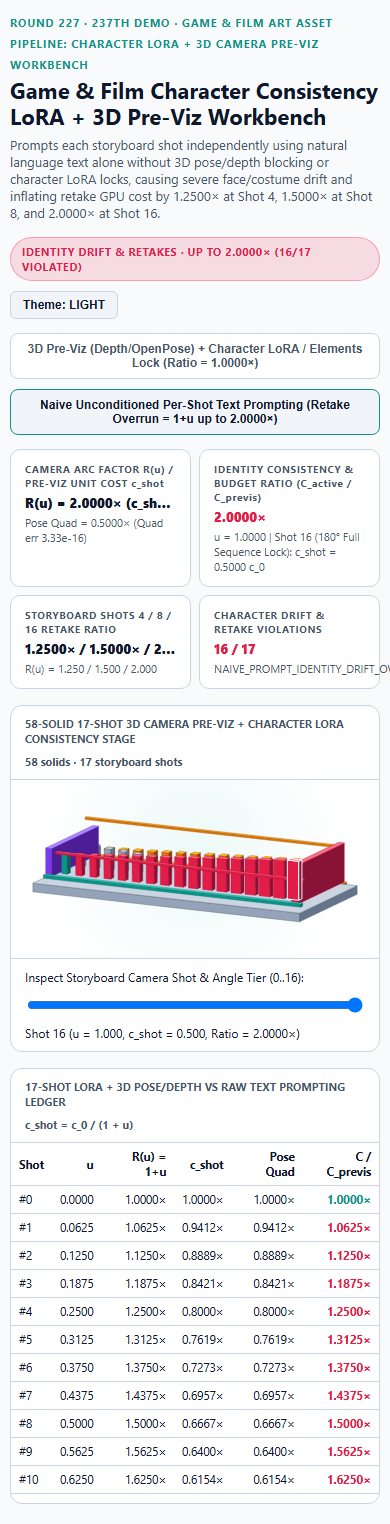 ROUND 227 · 237TH DEMO · GAME & FILM ART ASSET
PIPELINE: CHARACTER LORA + 3D CAMERA PRE-VIZ
WORKBENCH
Game & Film Character Consistency
LoRA + 3D Pre-Viz Workbench
Prompts each storyboard shot independently using natural
language text alone without 3D pose/depth blocking or
character LoRA locks, causing severe face/costume drift and
inflating retake GPU cost by 1.2500× at Shot 4, 1.5000× at Shot
8, and 2.0000× at Shot 16.
IDENTITY DRIFT & RETAKES · UP TO 2.0000× (16/17
VIOLATED)
Theme: LIGHT
3D Pre-Viz (Depth/OpenPose) + Character LoRA / Elements
Lock (Ratio = 1.0000×)
Naive Unconditioned Per-Shot Text Prompting (Retake
Overrun = 1+u up to 2.0000×)
CAMERA ARC FACTOR R(u) /
PRE-VIZ UNIT COST c_shot
R(u) = 2.0000× (c_sh...
Pose Quad = 0.5000× (Quad
err 3.33e-16)
IDENTITY CONSISTENCY &
BUDGET RATIO (C_active /
C_previs)
2.0000×
u = 1.0000 | Shot 16 (180° Full
Sequence Lock): c_shot =
0.5000 c_0
STORYBOARD SHOTS 4 / 8 /
16 RETAKE RATIO
1.2500× / 1.5000× / 2...
R(u) = 1.250 / 1.500 / 2.000
CHARACTER DRIFT &
RETAKE VIOLATIONS
16 / 17
NAIVE_PROMPT_IDENTITY_DRIFT_OV
58-SOLID 17-SHOT 3D CAMERA PRE-VIZ + CHARACTER LORA
CONSISTENCY STAGE
58 solids · 17 storyboard shots
Inspect Storyboard Camera Shot & Angle Tier (0..16):
Shot 16 (u = 1.000, c_shot = 0.500, Ratio = 2.0000×)
17-SHOT LORA + 3D POSE/DEPTH VS RAW TEXT PROMPTING
LEDGER
c_shot = c_0 / (1 + u)
Shot u R(u) = 1+u c_shot Pose Quad C / C_previs
#0 0.0000 1.0000× 1.0000× 1.0000× 1.0000×
#1 0.0625 1.0625× 0.9412× 0.9412× 1.0625×
#2 0.1250 1.1250× 0.8889× 0.8889× 1.1250×
#3 0.1875 1.1875× 0.8421× 0.8421× 1.1875×
#4 0.2500 1.2500× 0.8000× 0.8000× 1.2500×
#5 0.3125 1.3125× 0.7619× 0.7619× 1.3125×
#6 0.3750 1.3750× 0.7273× 0.7273× 1.3750×
#7 0.4375 1.4375× 0.6957× 0.6957× 1.4375×
#8 0.5000 1.5000× 0.6667× 0.6667× 1.5000×
#9 0.5625 1.5625× 0.6400× 0.6400× 1.5625×
#10 0.6250 1.6250× 0.6154× 0.6154× 1.6250×